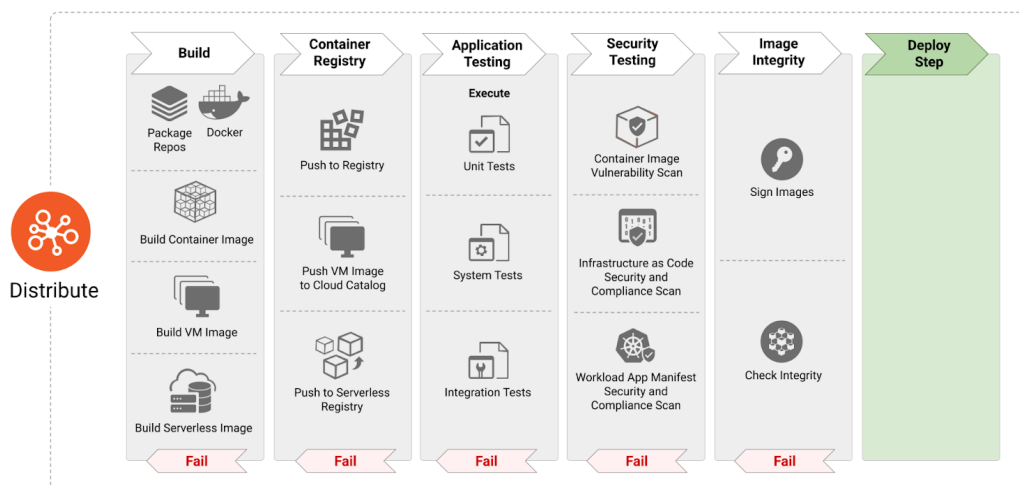 Distribute
Build
Package
Repos
Docker
Build Container Image
Build VM Image
Build Serverless Image
Fail
Container
Registry
Push to Registry
Push VM Image
to Cloud Catalog
Push to Serverless
Registry
Fail
Application
Testing
Execute
Unit Tests
System Tests
Integration Tests
Fail
Security
Testing
Container Image
Vulnerability Scan
Infrastructure as Code
Security and
Compliance Scan
Workload App Manifest
Security and
Compliance Scan
Fail
Image
Integrity
Sign Images
Check Integrity
Fail
Deploy
Step